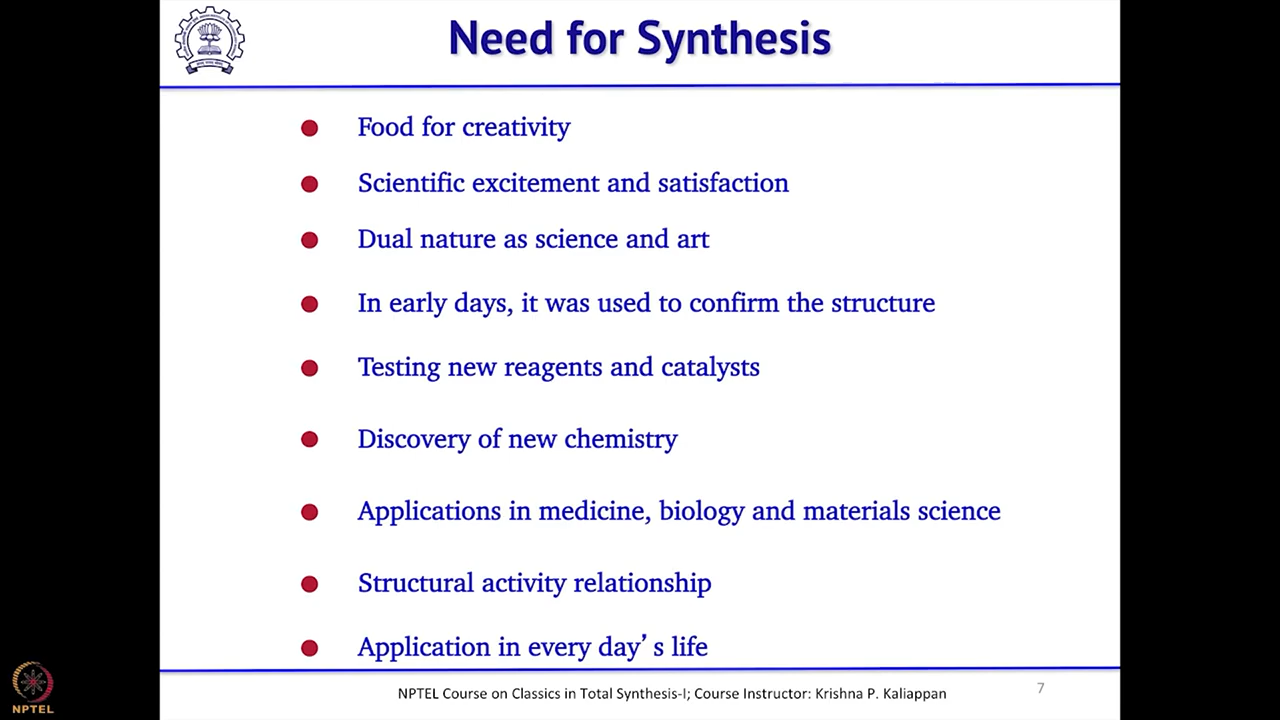 Need for Synthesis
Food for creativity
Scientific excitement and satisfaction
Dual nature as science and art
In early days, it was used to confirm the structure
Testing new reagents and catalysts
Discovery of new chemistry
Applications in medicine, biology and materials science
Structural activity relationship
Application in every day’ s life
NPTEL Course on Classics in Total Synthesis-I; Course Instructor: Krishna P. Kaliappan
7
NPTEL